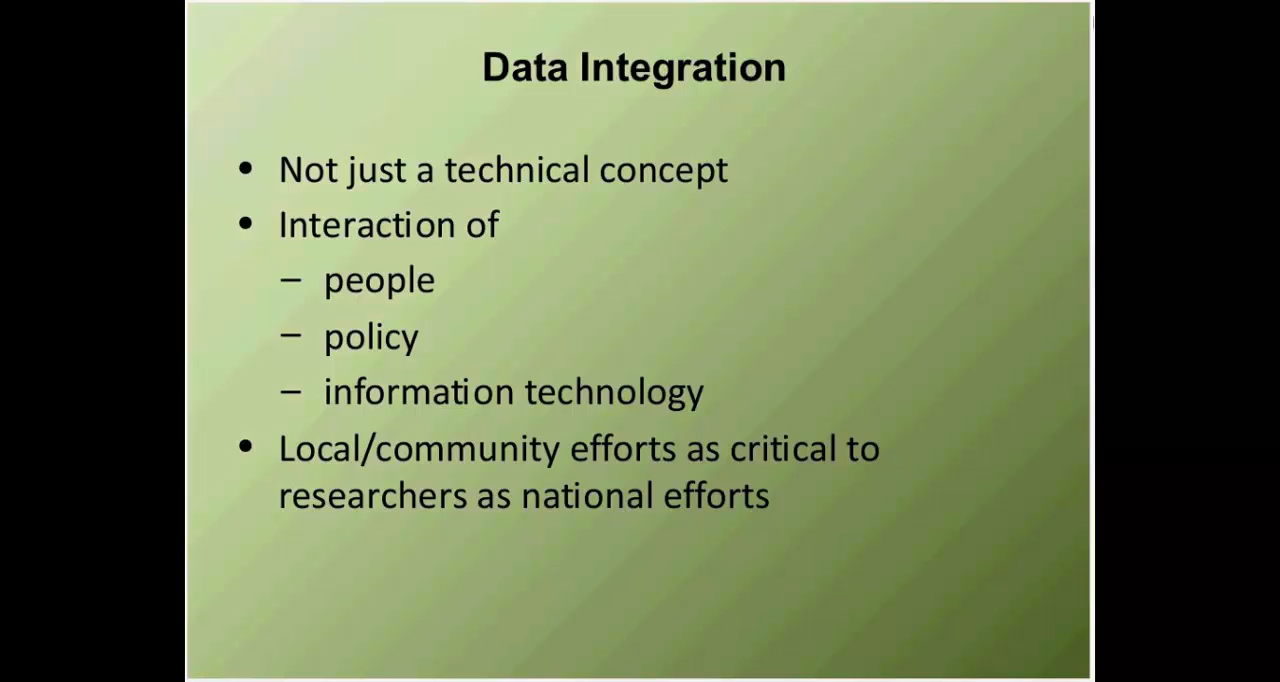 Data Integration
• Not just a technical concept
• Interaction of
– people
– policy
– information technology
• Local/community efforts as critical to
researchers as national efforts